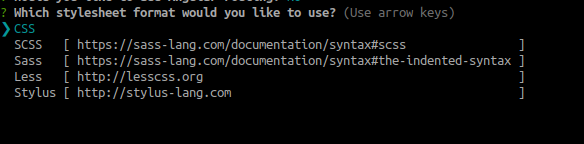 ? Which stylesheet format would you like to use? (Use arrow keys)
❯ CSS
SCSS [ https://sass-lang.com/documentation/syntax#scss ]
Sass [ https://sass-lang.com/documentation/syntax#the-indented-syntax ]
Less [ http://lesscss.org ]
Stylus [ http://stylus-lang.com ]